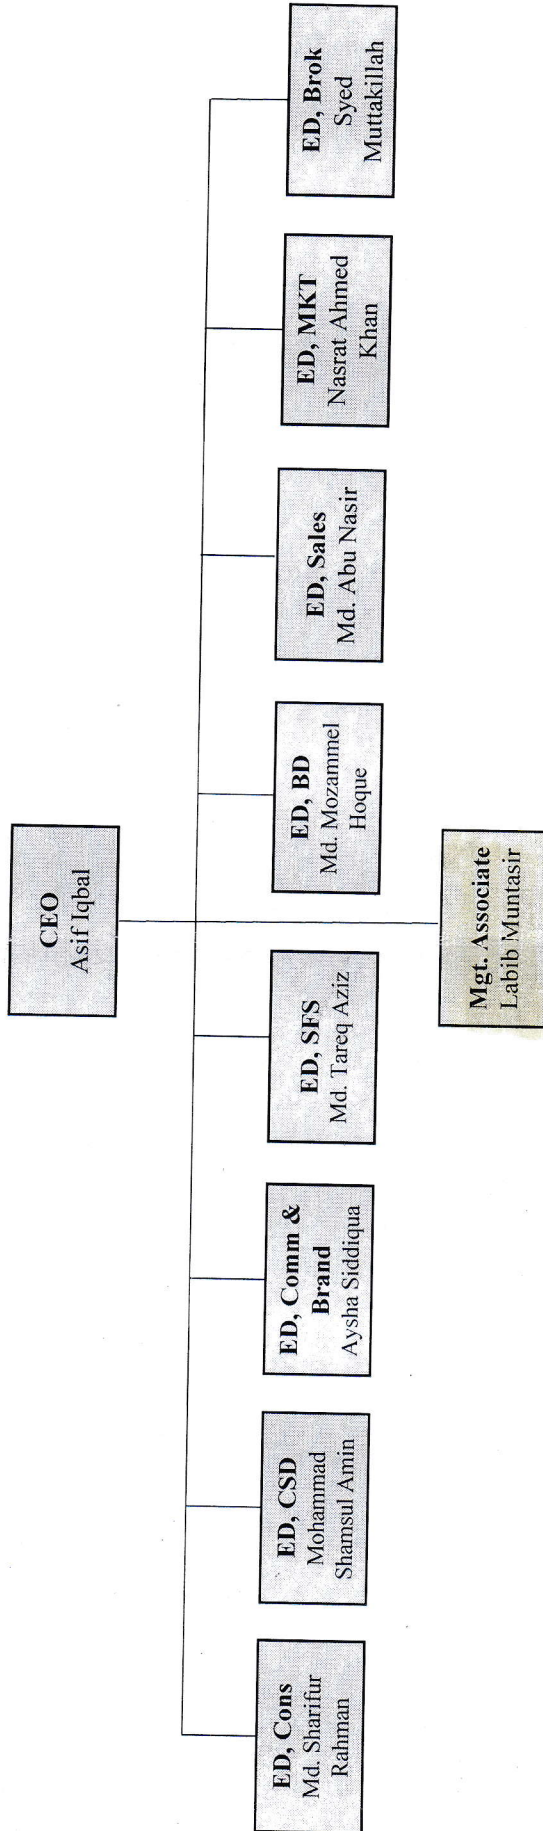 CEO
Asif Iqbal
ED, Cons
Md. Sharifur
Rahman
ED, CSD
Mohammad
Shamsul Amin
ED, Comm &
Brand
Aysha Siddiqua
ED, SFS
Md. Tareq Aziz
ED, BD
Md. Mozammel
Hoque
ED, Sales
Md. Abu Nasir
ED, MKT
Nasrat Ahmed
Khan
ED, Brok
Syed
Muttakillah
Mgt. Associate
Labib Muntasir